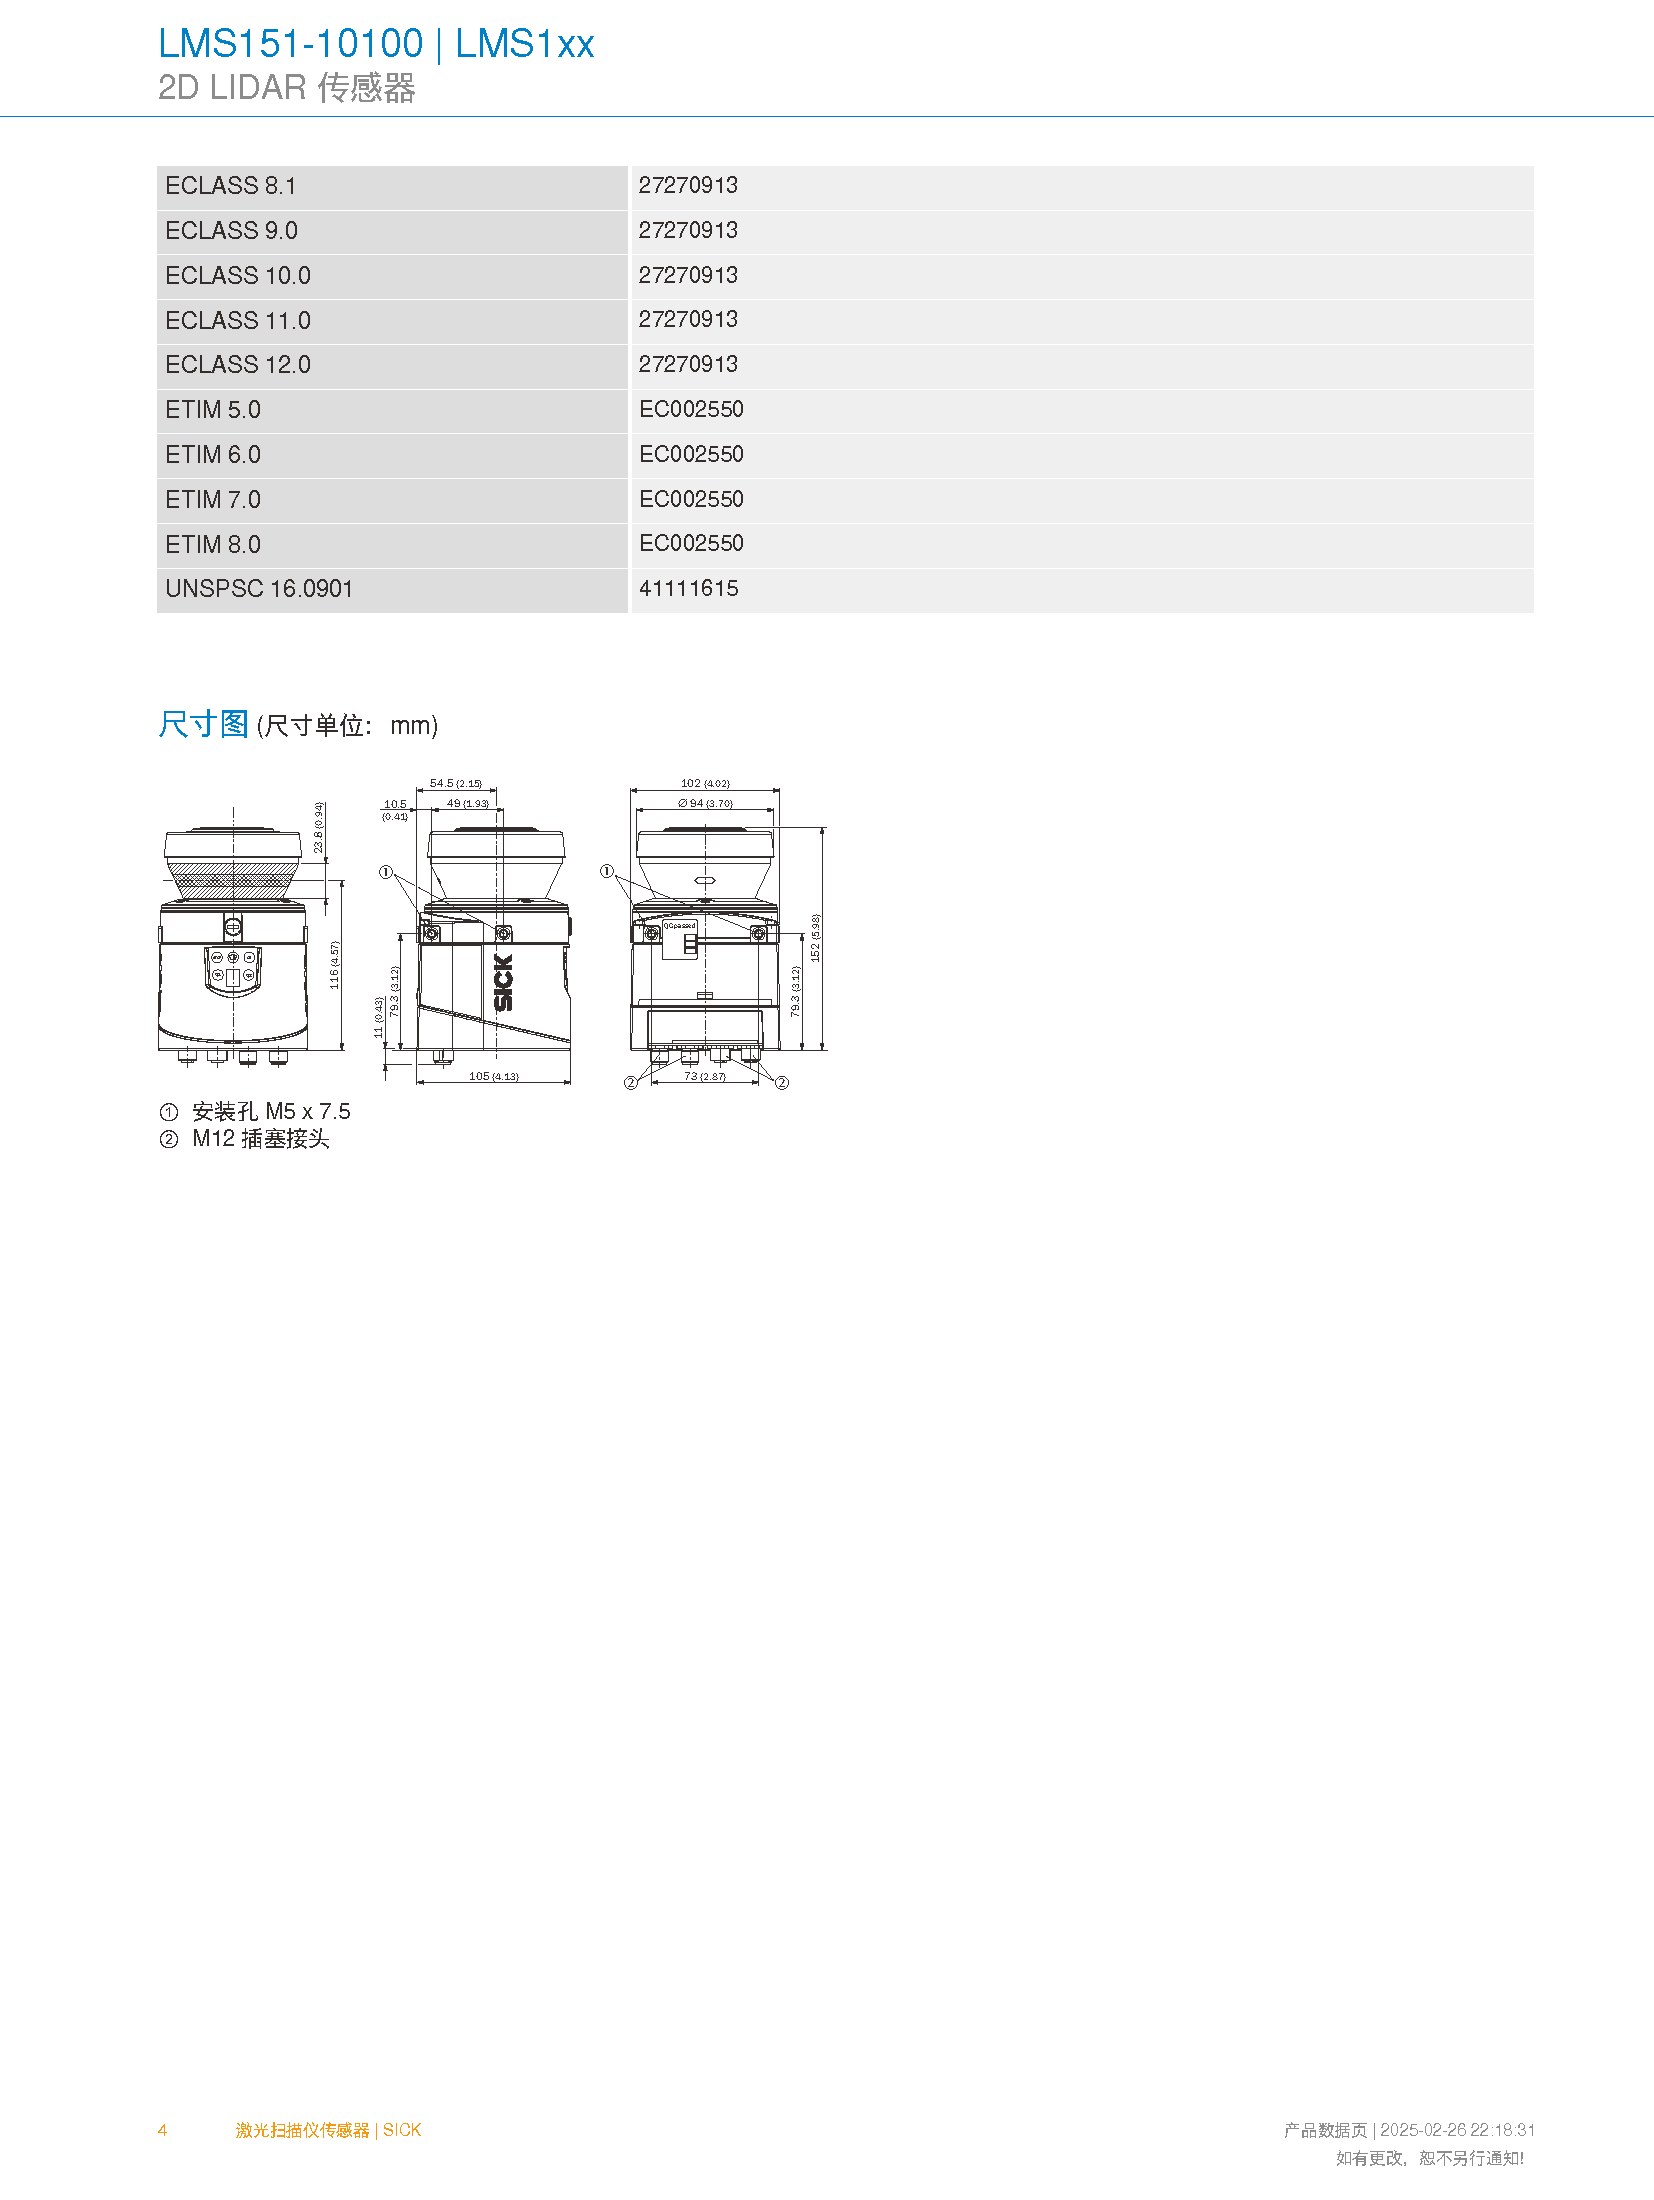 LMS151-10100 | LMS1xx
2D LIDAR 传感器
ECLASS 8.1 27270913
ECLASS 9.0 27270913
ECLASS 10.0 27270913
ECLASS 11.0 27270913
ECLASS 12.0 27270913
ETIM 5.0 EC002550
ETIM 6.0 EC002550
ETIM 7.0 EC002550
ETIM 8.0 EC002550
UNSPSC 16.0901 41111615
尺寸图 (尺寸单位： mm)
54.5 (2.15)
102 (4.02)
10.5
(0.41)
49 (1.93)
Ø 94 (3.70)
23.8 (0.94)
①
①
QCpassed
116 (4.57)
152 (5.98)
SICK
79.3 (3.12)
79.3 (3.12)
11 (0.43)
105 (4.13)
②
73 (2.87)
②
① 安装孔 M5 x 7.5
② M12 插塞接头
4 激光扫描仪传感器 | SICK
产品数据页 | 2025-02-26 22:18:31
如有更改，恕不另行通知!